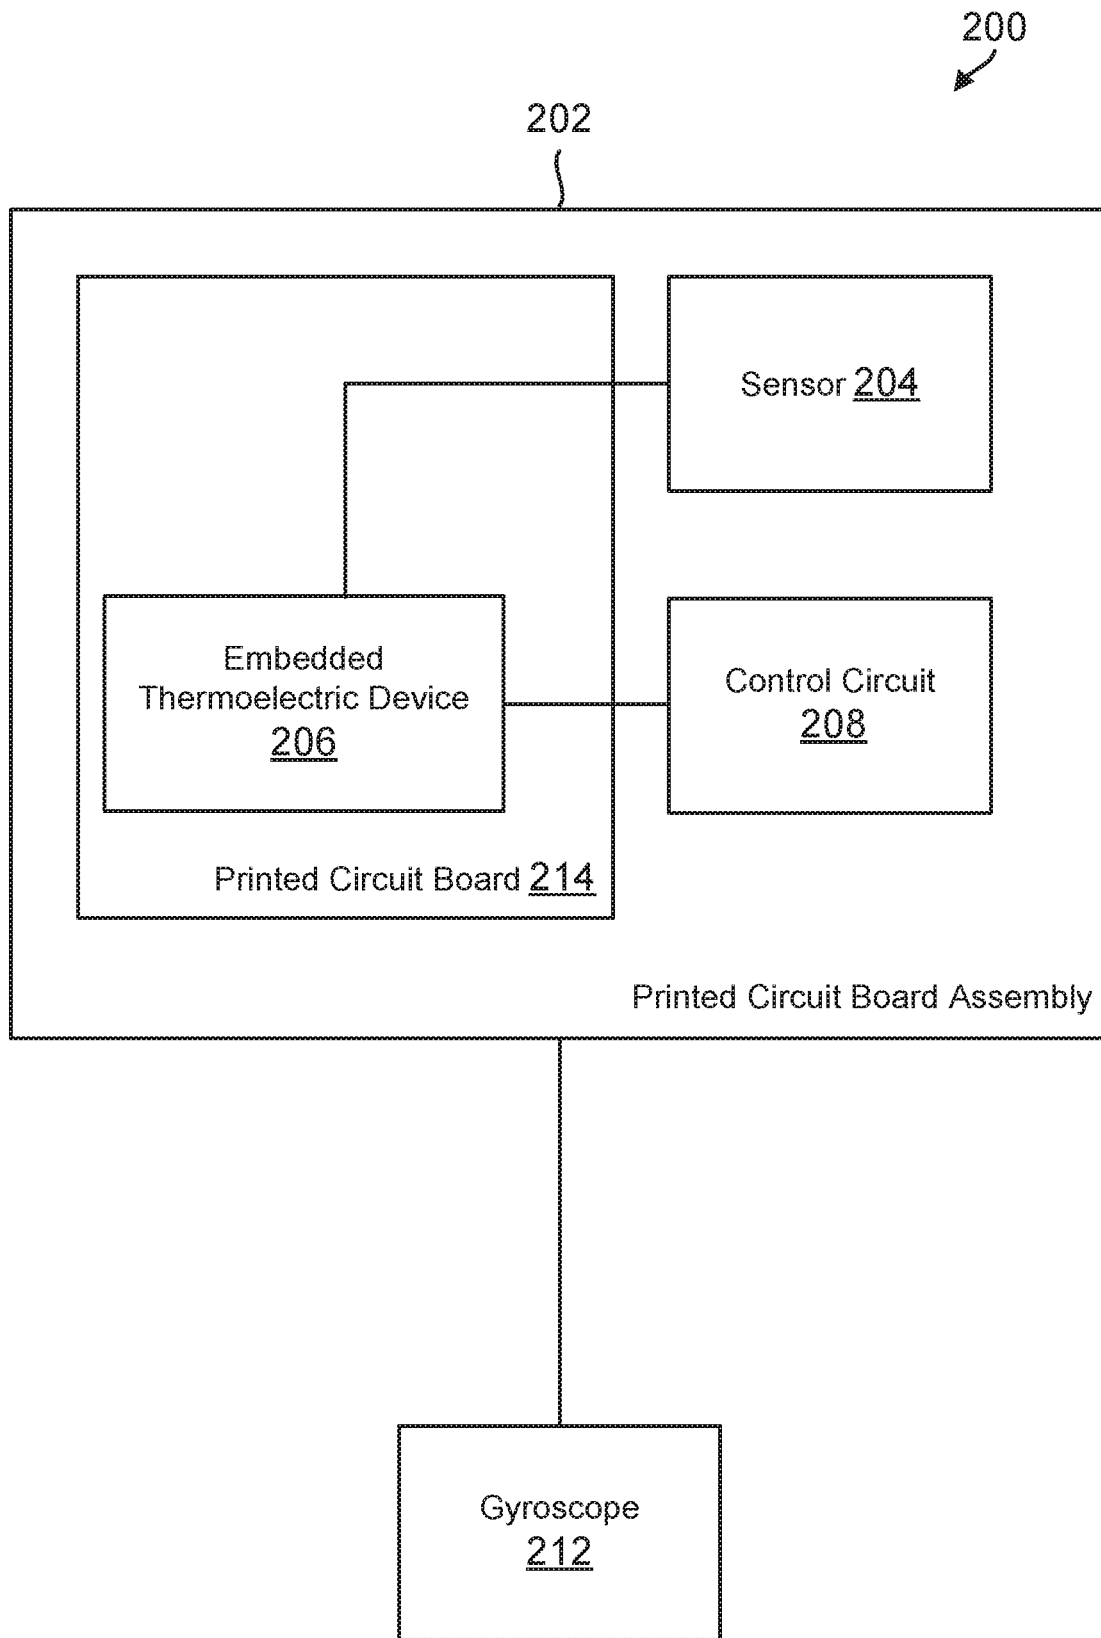 200
202
Sensor 204
Embedded
Thermoelectric Device
206
Control Circuit
208
Printed Circuit Board 214
Printed Circuit Board Assembly
Gyroscope
212